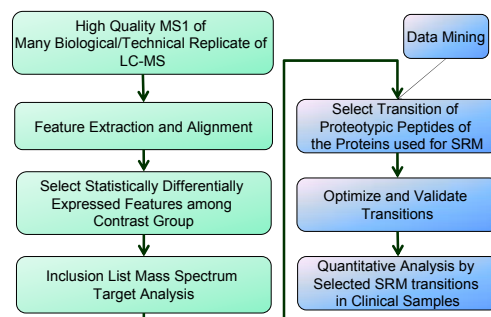 High Quality MS1 of
Many Biological/Technical Replicate of
LC-MS
Feature Extraction and Alignment
Select Statistically Differentially
Expressed Features among
Contrast Group
Inclusion List Mass Spectrum
Target Analysis
Data Mining
Select Transition of
Proteotypic Peptides of
the Proteins used for SRM
Optimize and Validate
Transitions
Quantitative Analysis by
Selected SRM transitions
in Clinical Samples